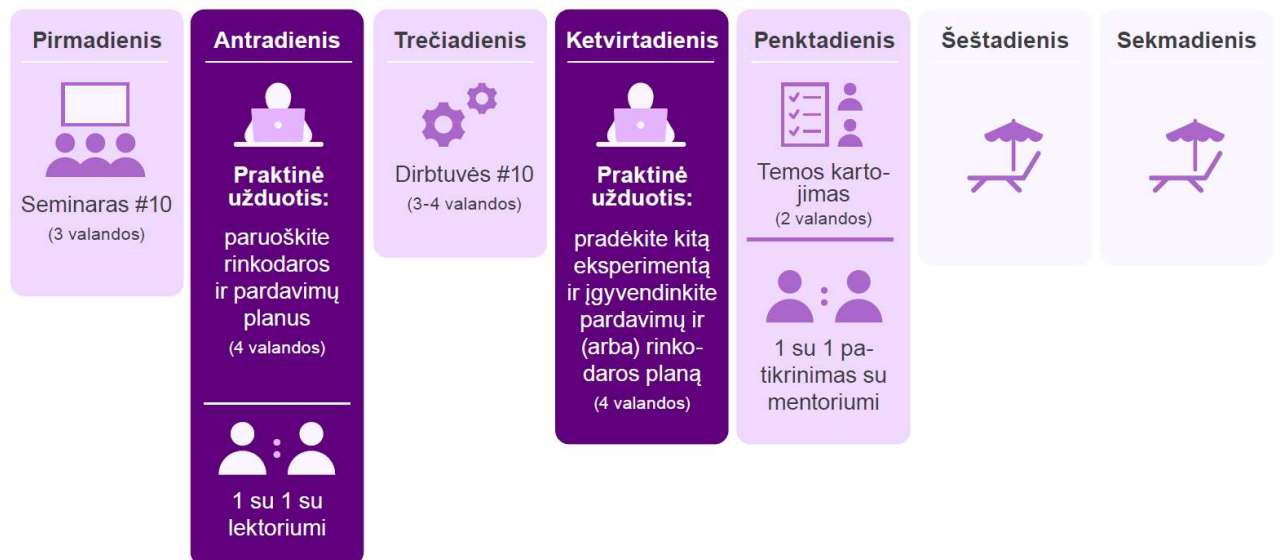 Pirmadienis
Seminaras #10
(3 valandos)
Antradienis
Praktinė
užduotis:
paruoškite
rinkodaros
ir pardavimų
planus
(4 valandos)
1 su 1 su
lektoriumi
Trečiadienis
Dirbtuvės #10
(3-4 valandos)
Ketvirtadienis
Praktinė
užduotis:
pradėkite kitą
eksperimentą
ir įgyvendinkite
pardavimų ir
(arba) rinko-
daros planą
(4 valandos)
Penktadienis
Temos karto-
jimas
(2 valandos)
1 su 1 pa-
tikrinimas su
mentoriumi
Šeštadienis
Sekmadienis